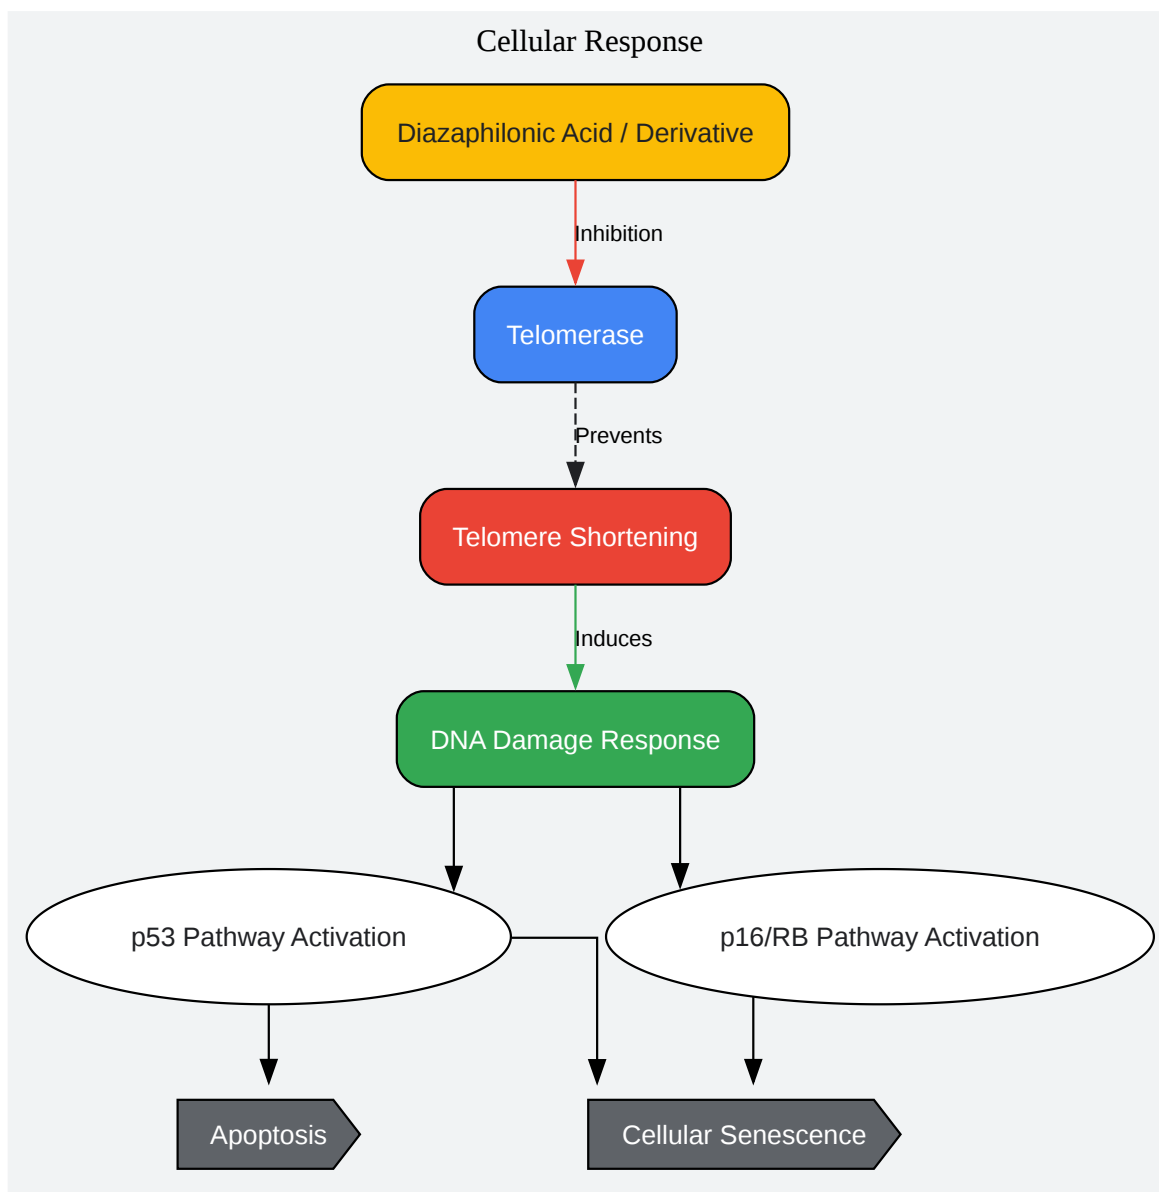 Cellular Response
Diazaphilonic Acid / Derivative
Inhibition
Telomerase
Prevents
Telomere Shortening
Induces
DNA Damage Response
p53 Pathway Activation
p16/RB Pathway Activation
Apoptosis
Cellular Senescence